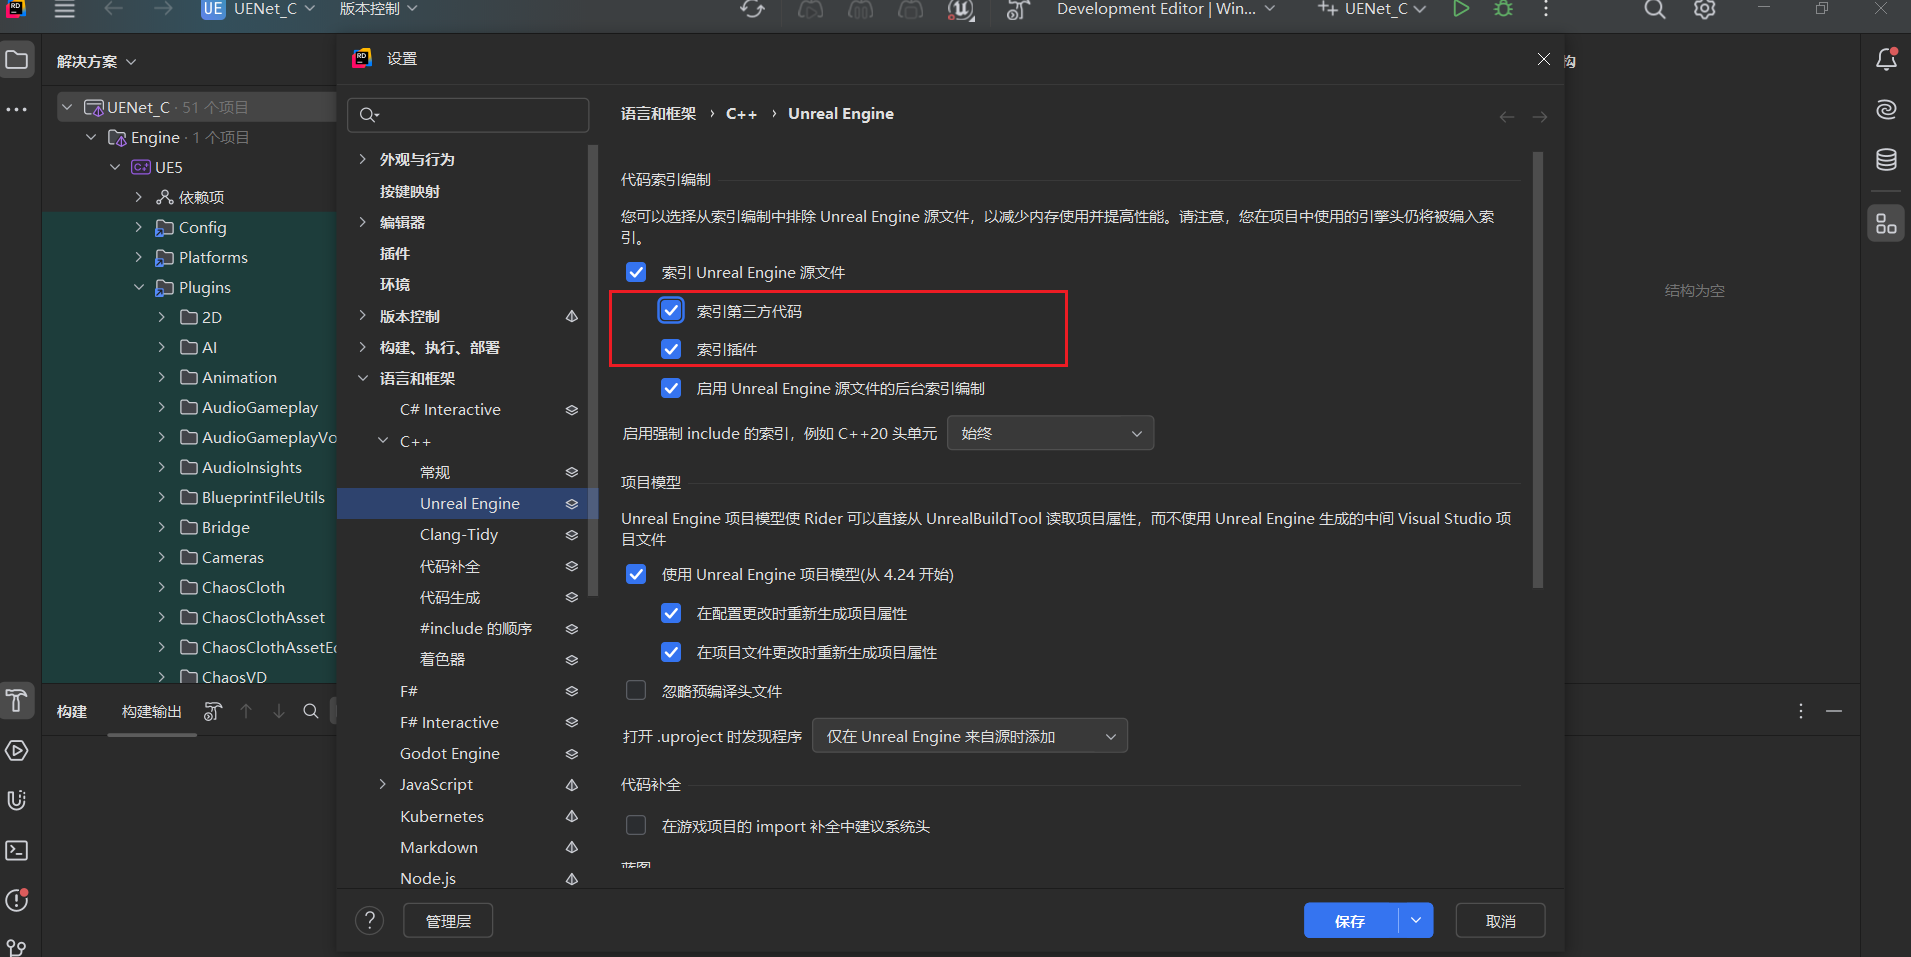 UE UENet_C 版本控制 Development Editor | Win... UENet_C
解决方案
UENet_C · 51 个项目
Engine · 1 个项目
UE5
依赖项
Config
Platforms
Plugins
2D
AI
Animation
AudioGameplay
AudioGameplayVo
AudioInsights
BlueprintFileUtils
Bridge
Cameras
ChaosCloth
ChaosClothAsset
ChaosClothAssetEd
ChaosVD
构建 构建输出
设置
外观与行为
按键映射
编辑器
插件
环境
版本控制
构建、执行、部署
语言和框架
C# Interactive
C++
常规
Unreal Engine
Clang-Tidy
代码补全
代码生成
#include 的顺序
着色器
F#
F# Interactive
Godot Engine
JavaScript
Kubernetes
Markdown
Node.js
语言和框架 › C++ › Unreal Engine
代码索引编制
您可以选择从索引编制中排除 Unreal Engine 源文件，以减少内存使用并提高性能。请注意，您在项目中使用的引擎头仍将被编入索
引。
索引 Unreal Engine 源文件
索引第三方代码
索引插件
启用 Unreal Engine 源文件的后台索引编制
启用强制 include 的索引，例如 C++20 头单元 始终
项目模型
Unreal Engine 项目模型使 Rider 可以直接从 UnrealBuildTool 读取项目属性，而不使用 Unreal Engine 生成的中间 Visual Studio 项
目文件
使用 Unreal Engine 项目模型(从 4.24 开始)
在配置更改时重新生成项目属性
在项目文件更改时重新生成项目属性
忽略预编译头文件
打开 .uproject 时发现程序 仅在 Unreal Engine 来自源时添加
代码补全
在游戏项目的 import 补全中建议系统头
蓝图
? 管理层 保存 取消
构
结构为空